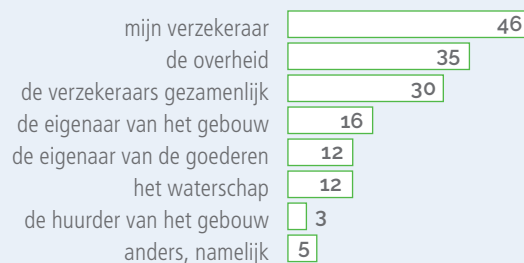 mijn verzekeraar 46
de overheid 35
de verzekeraars gezamenlijk 30
de eigenaar van het gebouw 16
de eigenaar van de goederen 12
het waterschap 12
de huurder van het gebouw 3
anders, namelijk 5